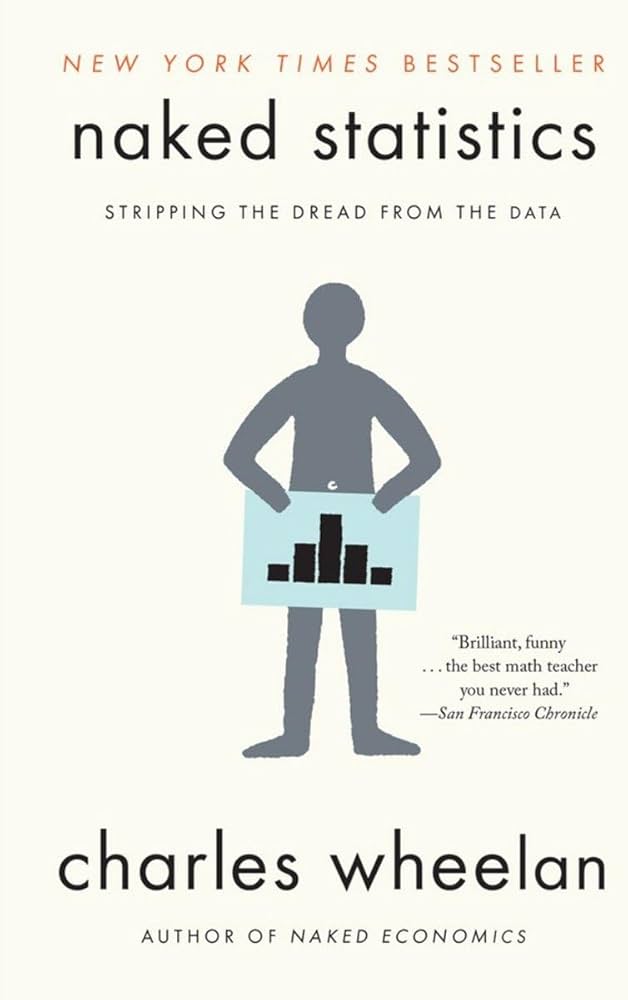 NEW YORK TIMES BESTSELLER
naked statistics
STRIPPING THE DREAD FROM THE DATA
“Brilliant, funny
. . . the best math teacher
you never had.”
—San Francisco Chronicle
charles wheelan
AUTHOR OF NAKED ECONOMICS